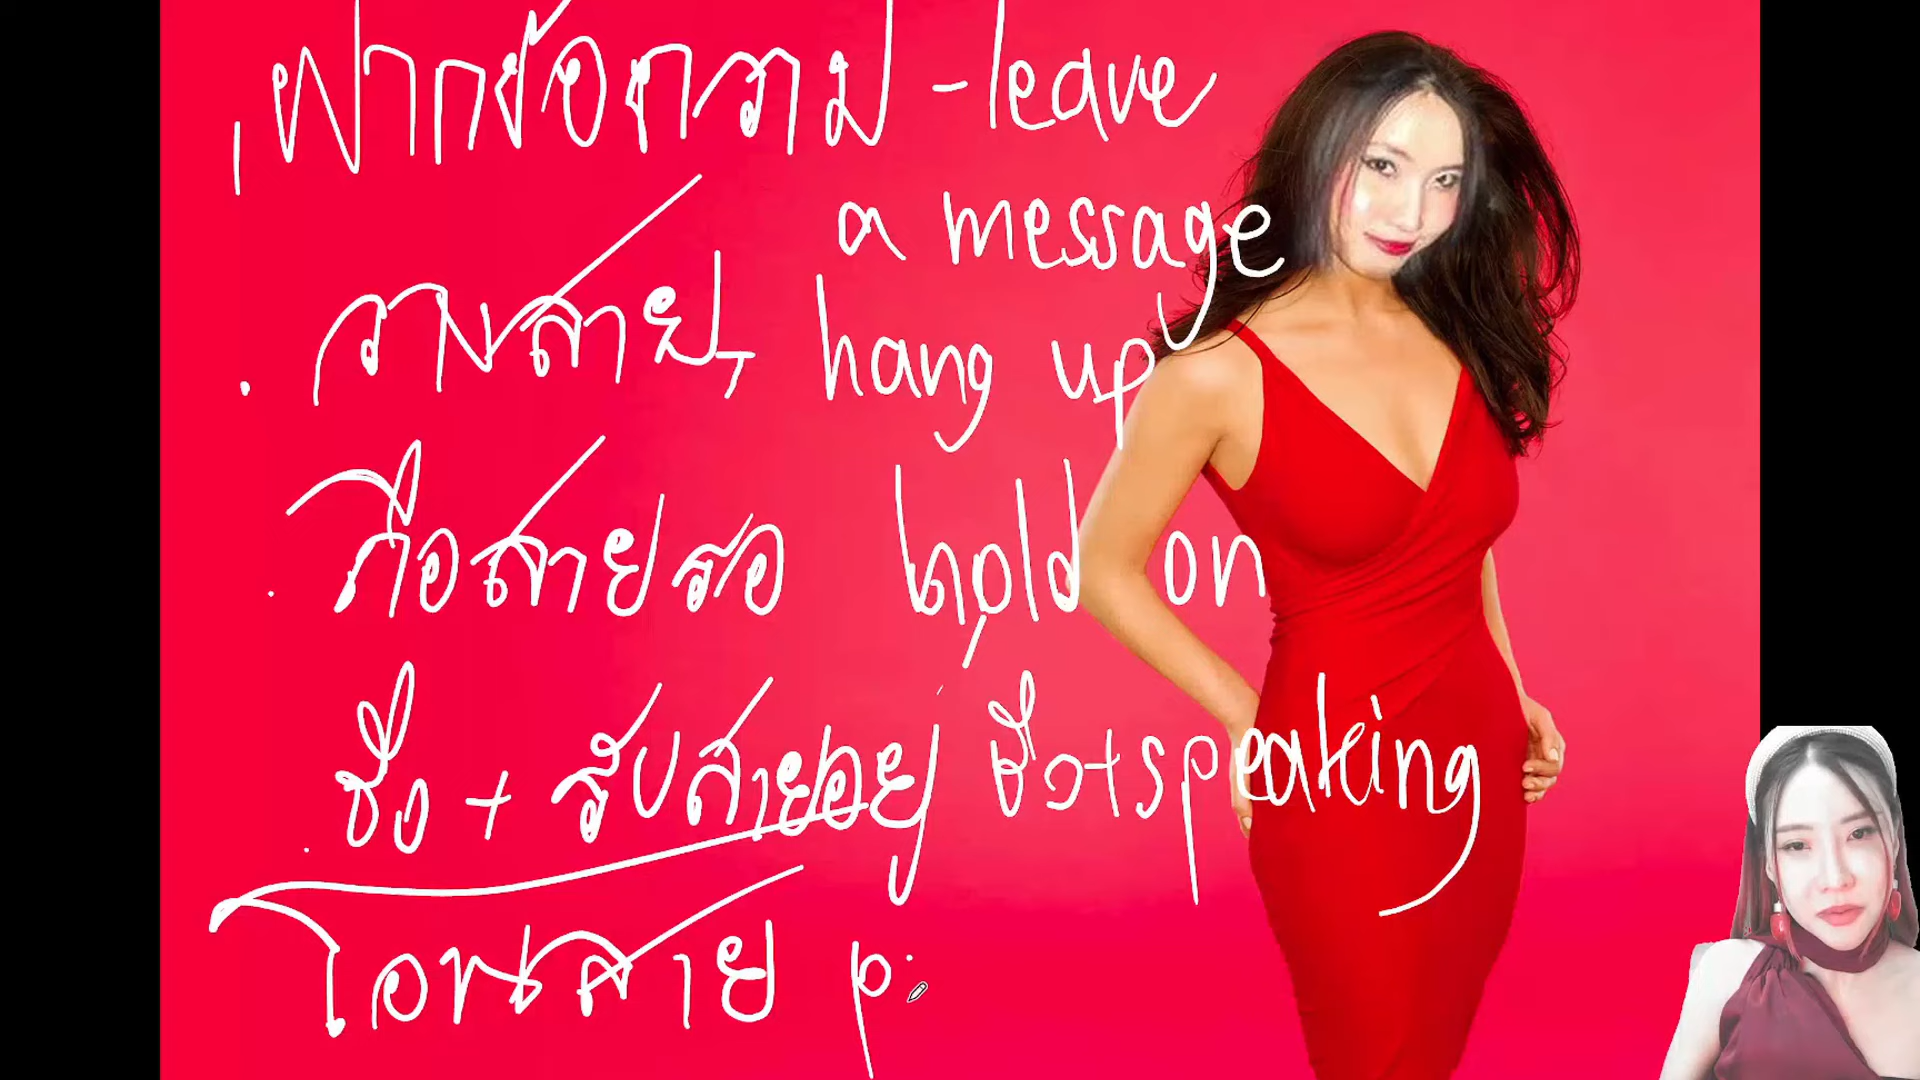 ฝากข้อความ - leave
a message
วางสาย, hang up
ถือสายรอ hold on
ชื่อ + รับสายอยู่ ชื่อ + speaking
โอนสาย p